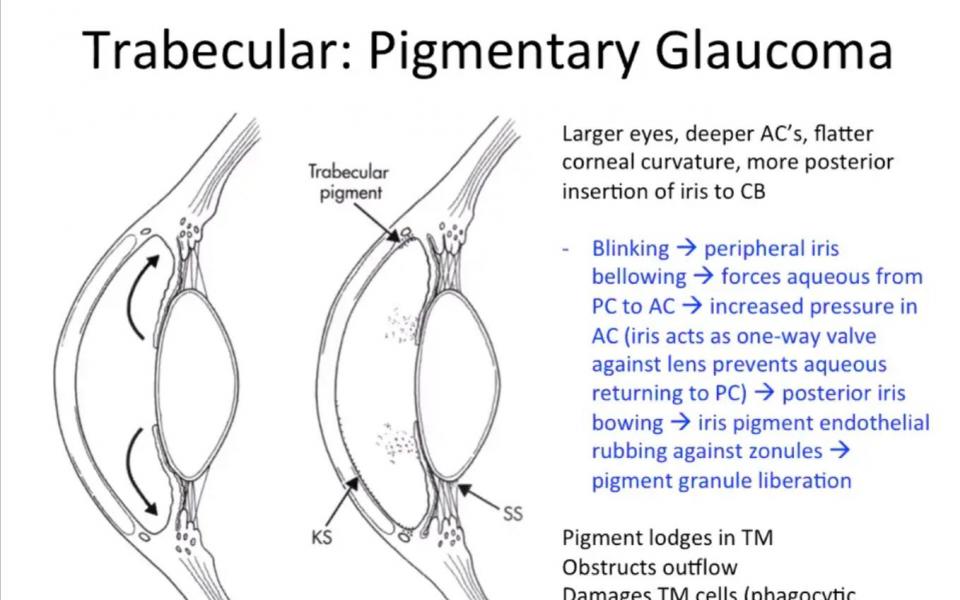 Trabecular: Pigmentary Glaucoma
Trabecular
pigment
KS
SS
Larger eyes, deeper AC's, flatter
corneal curvature, more posterior
insertion of iris to CB
- Blinking → peripheral iris
bellowing → forces aqueous from
PC to AC → increased pressure in
AC (iris acts as one-way valve
against lens prevents aqueous
returning to PC) → posterior iris
bowing → iris pigment endothelial
rubbing against zonules →
pigment granule liberation
Pigment lodges in TM
Obstructs outflow
Damages TM cells (phagocytic